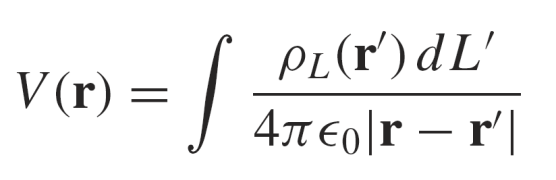 V(𝐫) = ∫ ρ_L(𝐫′) dL′ / 4πϵ₀|𝐫 − 𝐫′|